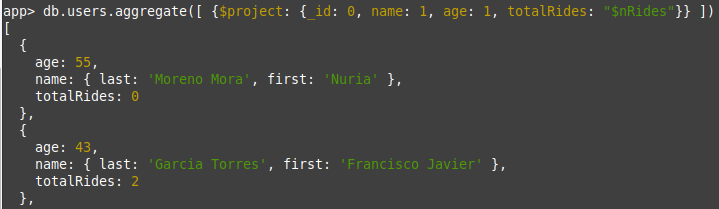 app> db.users.aggregate([ {$project: {_id: 0, name: 1, age: 1, totalRides: "$nRides"}} ])
[
  {
    age: 55,
    name: { last: 'Moreno Mora', first: 'Nuria' },
    totalRides: 0
  },
  {
    age: 43,
    name: { last: 'Garcia Torres', first: 'Francisco Javier' },
    totalRides: 2
  },